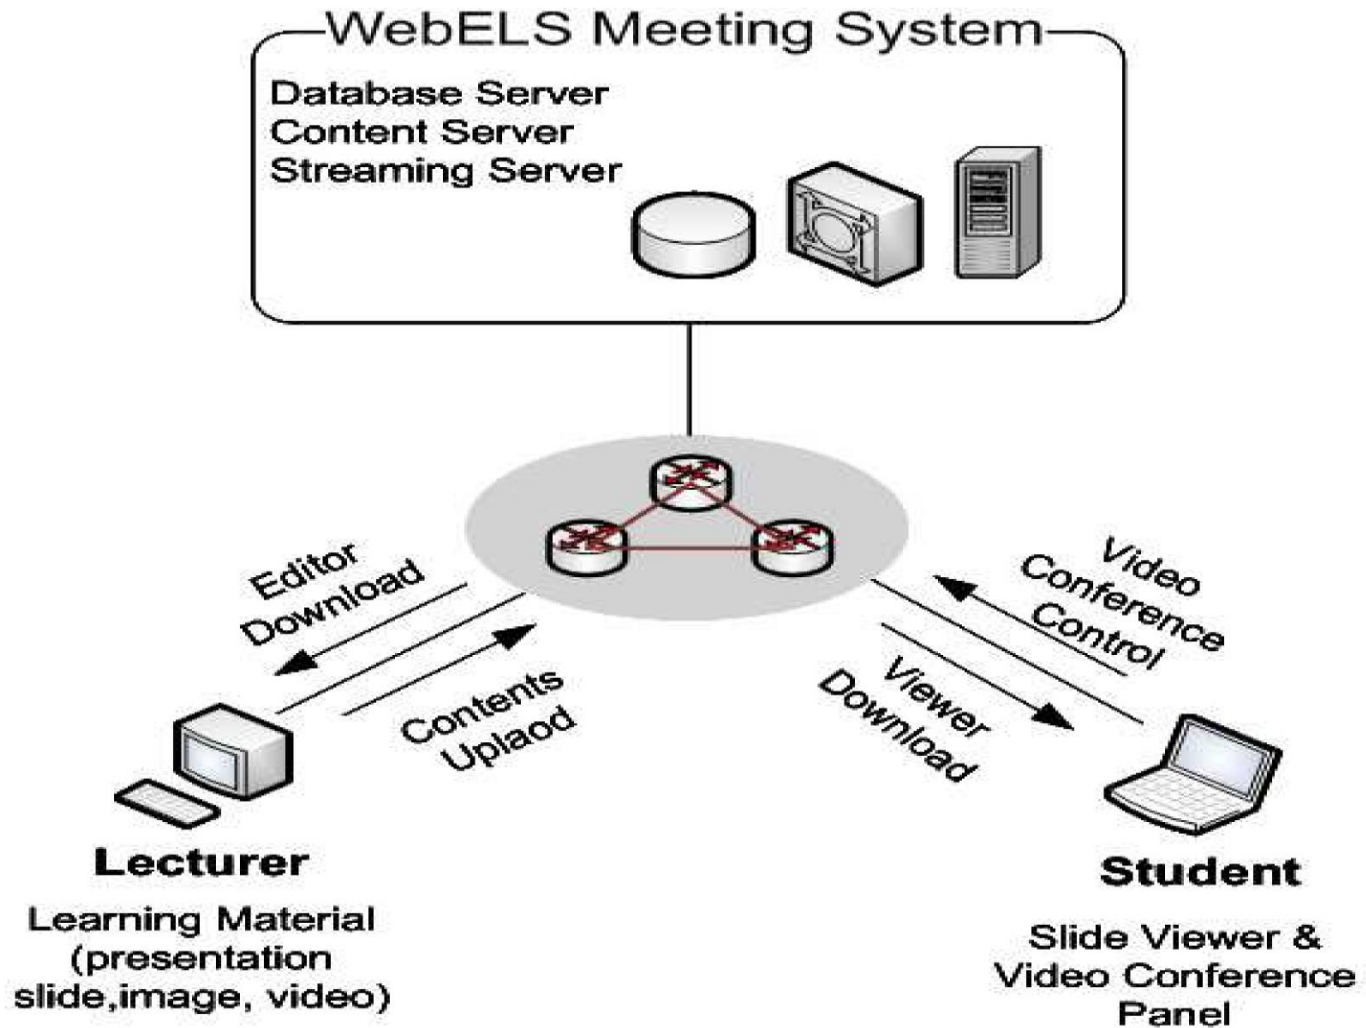 WebELS Meeting System
Database Server
Content Server
Streaming Server
Editor
Download
Contents
Uplaod
Video
Conference
Control
Viewer
Download
Lecturer
Learning Material
(presentation
slide,image, video)
Student
Slide Viewer &
Video Conference
Panel